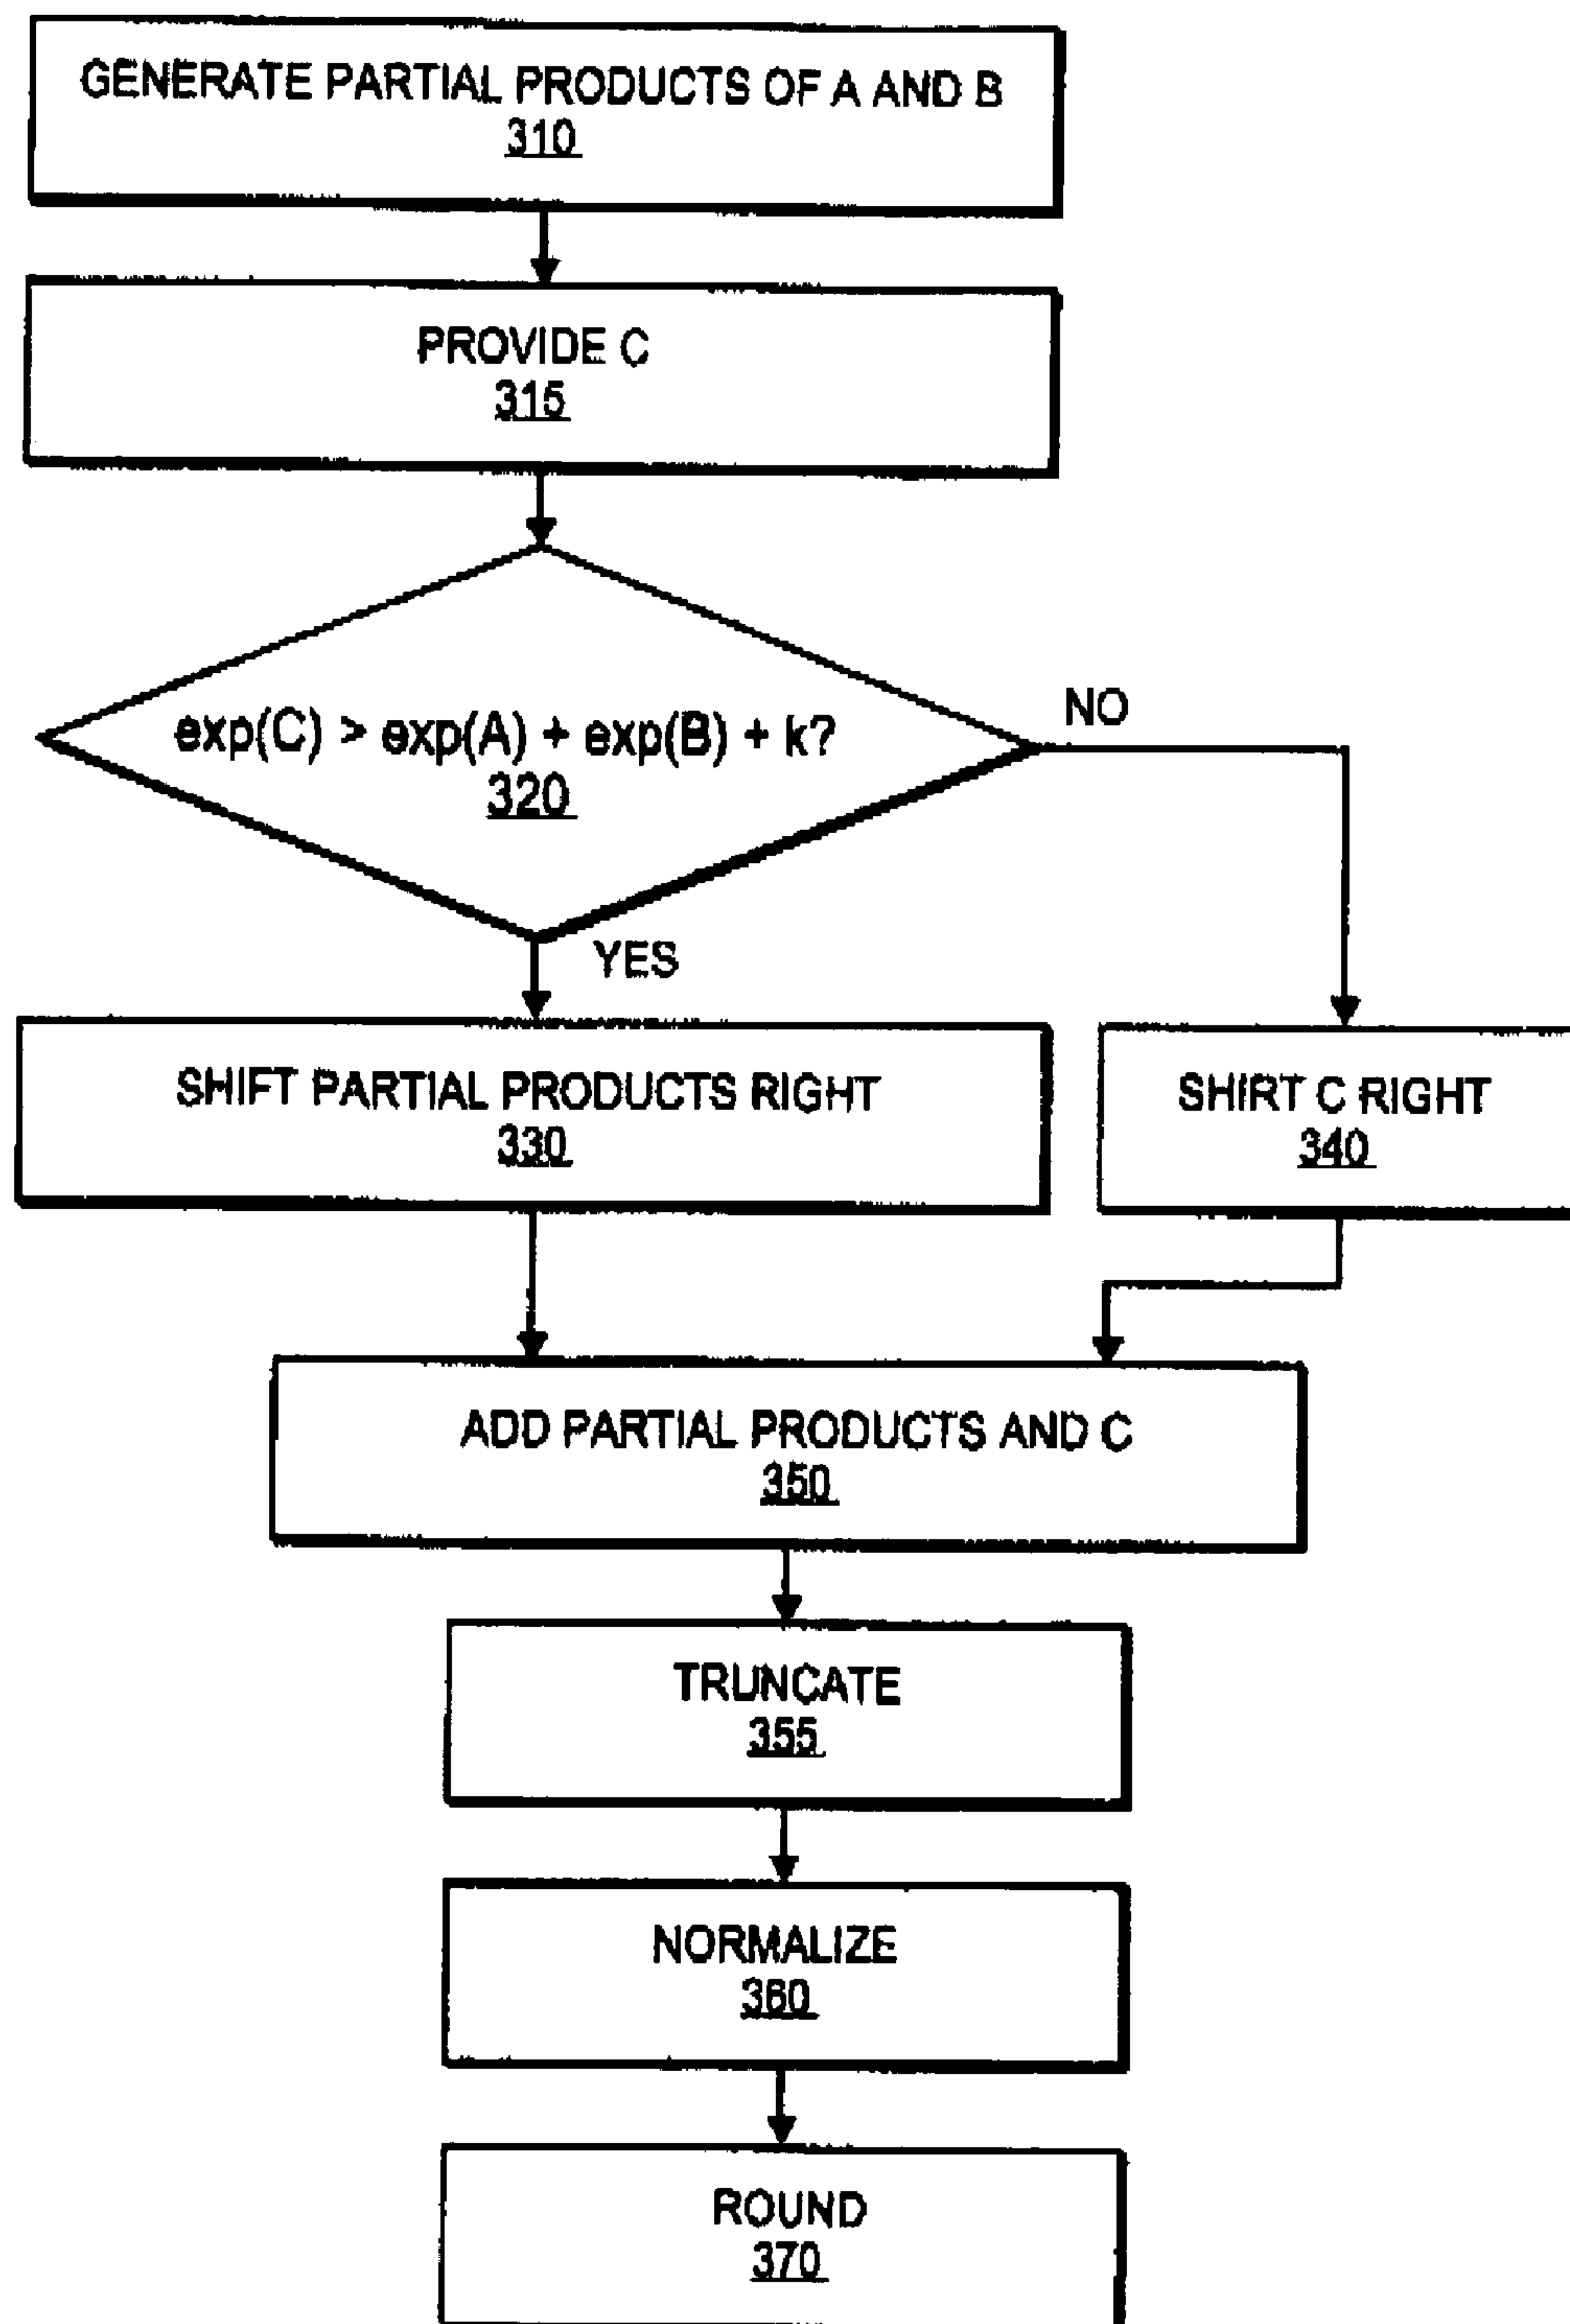 GENERATE PARTIAL PRODUCTS OF A AND B
310
PROVIDE C
315
exp(C) > exp(A) + exp(B) + k?
320
NO
YES
SHIFT PARTIAL PRODUCTS RIGHT
330
SHIRT C RIGHT
340
ADD PARTIAL PRODUCTS AND C
350
TRUNCATE
355
NORMALIZE
360
ROUND
370